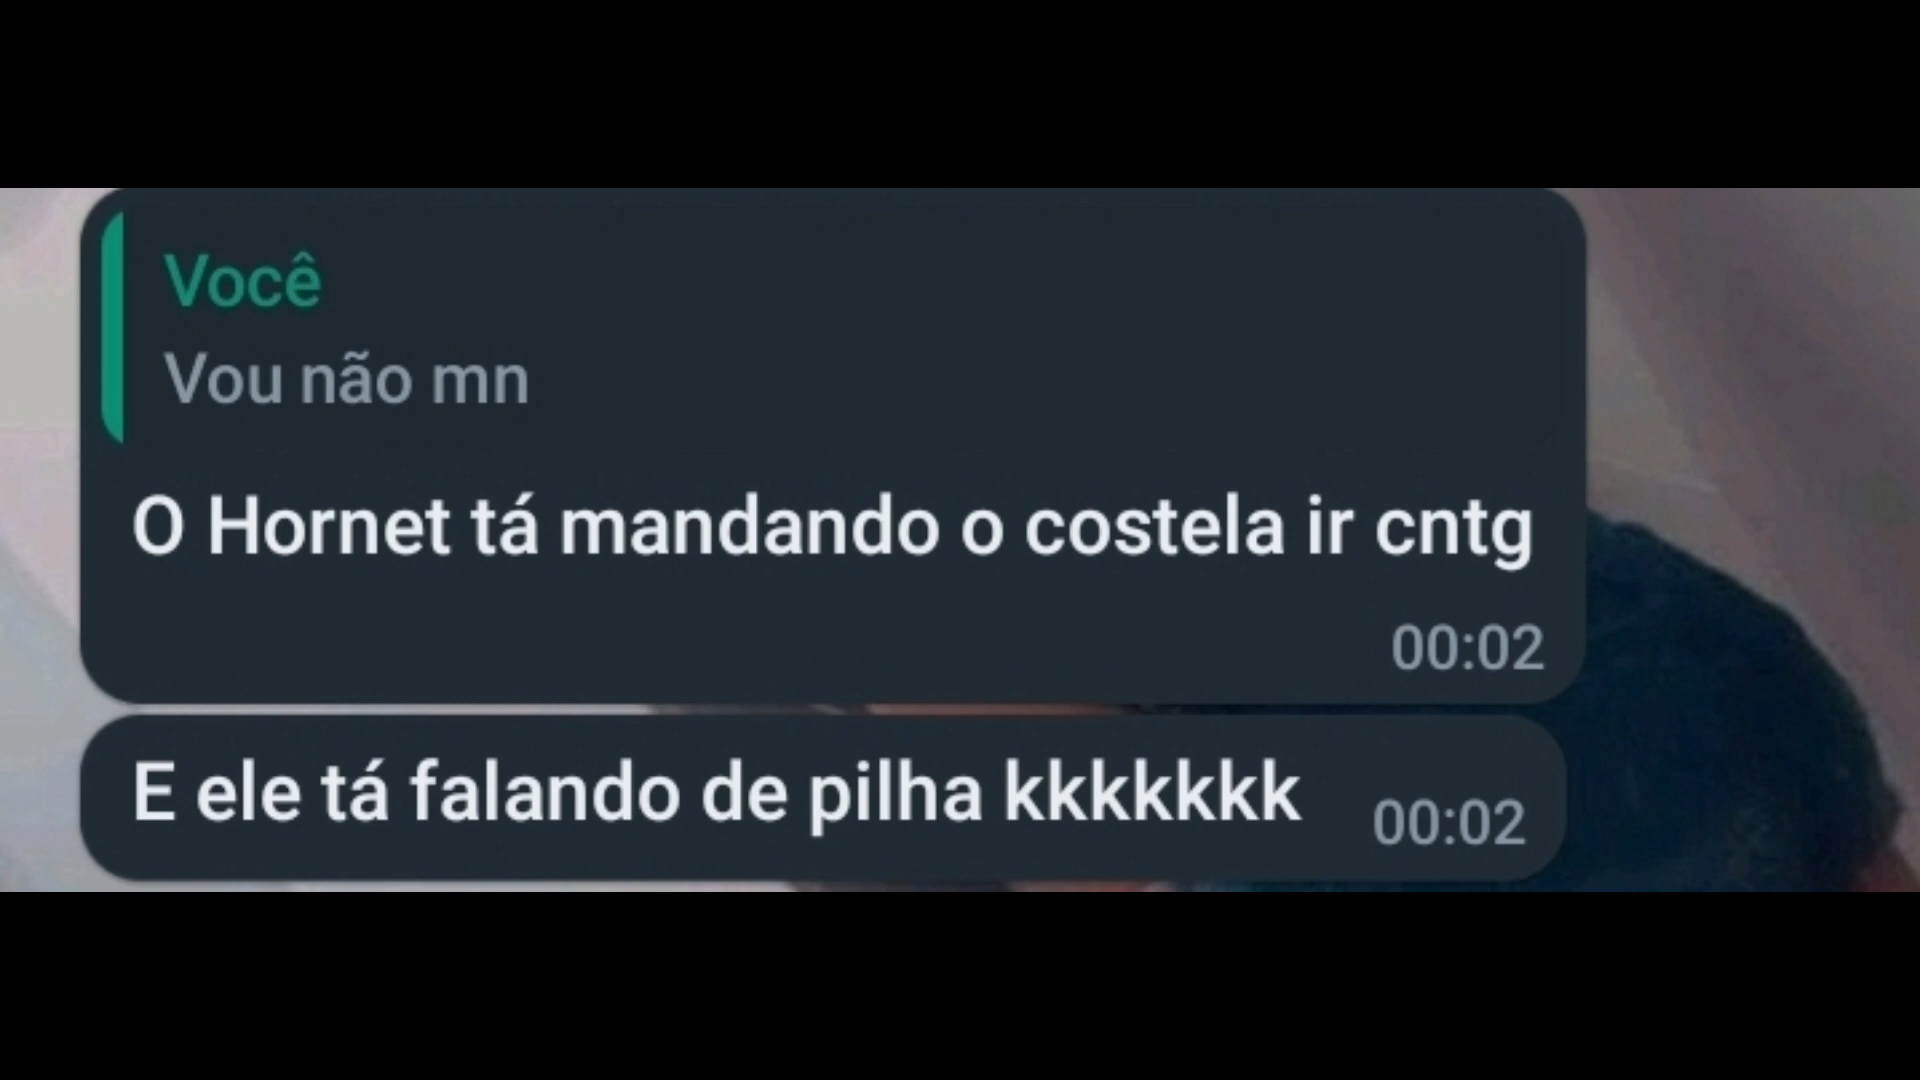 Você
Vou não mn
O Hornet tá mandando o costela ir cntg
00:02
E ele tá falando de pilha kkkkkkk
00:02